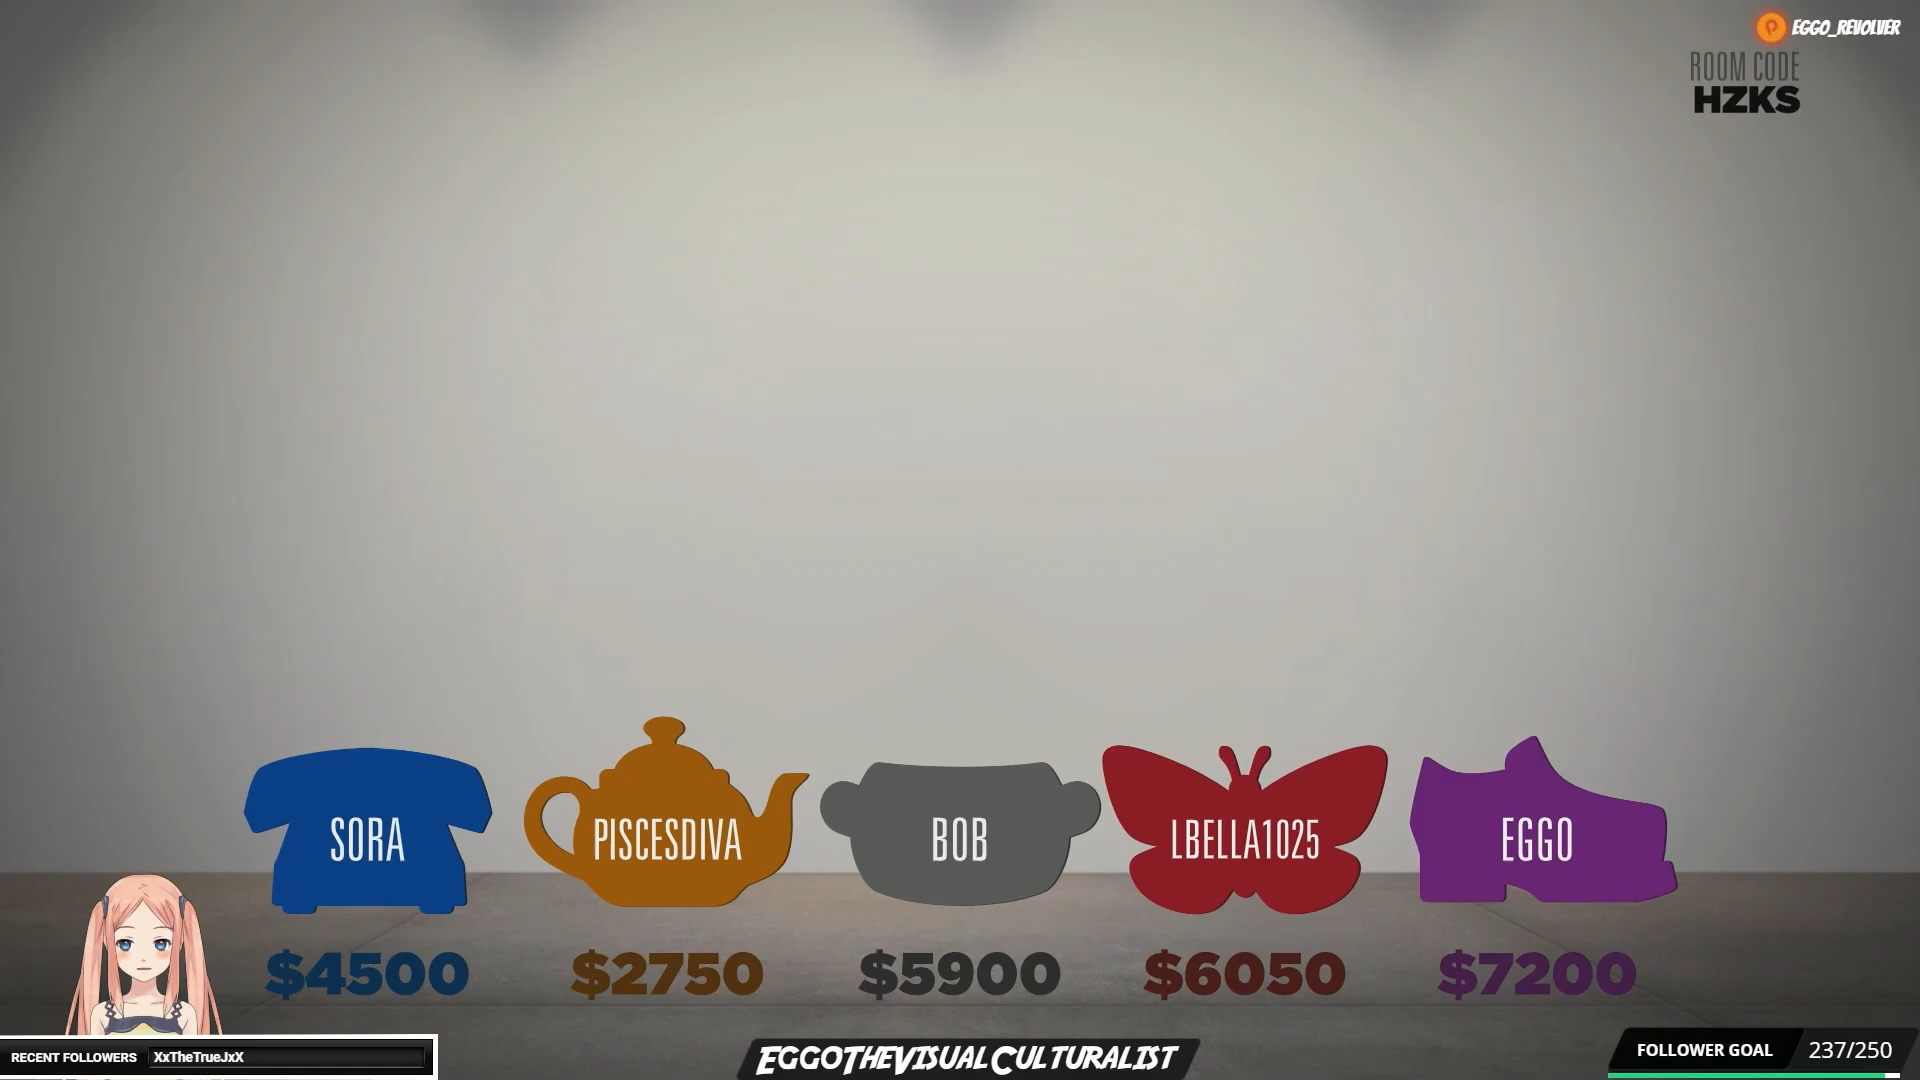 EGGO_REVOLVER
ROOM CODE
HZKS
SORA
PISCESDIVA
BOB
LBELLA1025
EGGO
$4500
$2750
$5900
$6050
$7200
RECENT FOLLOWERS XxTheTrueJxX
EGGOTHEVISUALCULTURALIST
FOLLOWER GOAL 237/250